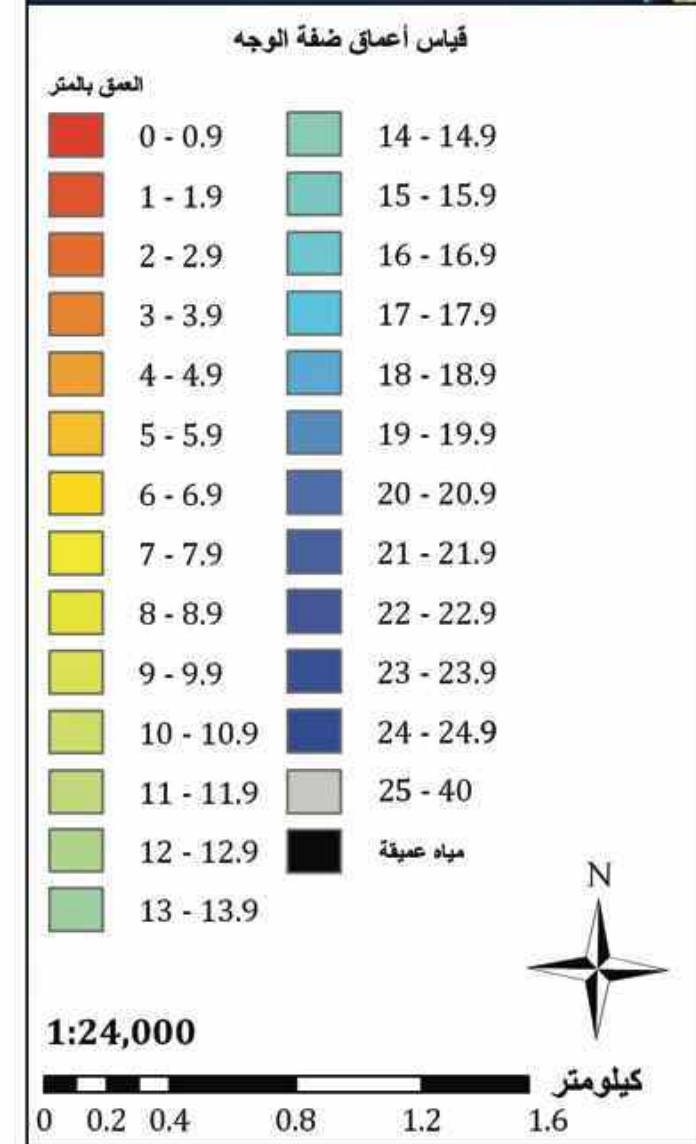 قياس أعماق ضفة الوجه
العمق بالمتر
0 - 0.9
1 - 1.9
2 - 2.9
3 - 3.9
4 - 4.9
5 - 5.9
6 - 6.9
7 - 7.9
8 - 8.9
9 - 9.9
10 - 10.9
11 - 11.9
12 - 12.9
13 - 13.9
14 - 14.9
15 - 15.9
16 - 16.9
17 - 17.9
18 - 18.9
19 - 19.9
20 - 20.9
21 - 21.9
22 - 22.9
23 - 23.9
24 - 24.9
25 - 40
مياه عميقة
N
1:24,000
كيلومتر
0 0.2 0.4 0.8 1.2 1.6